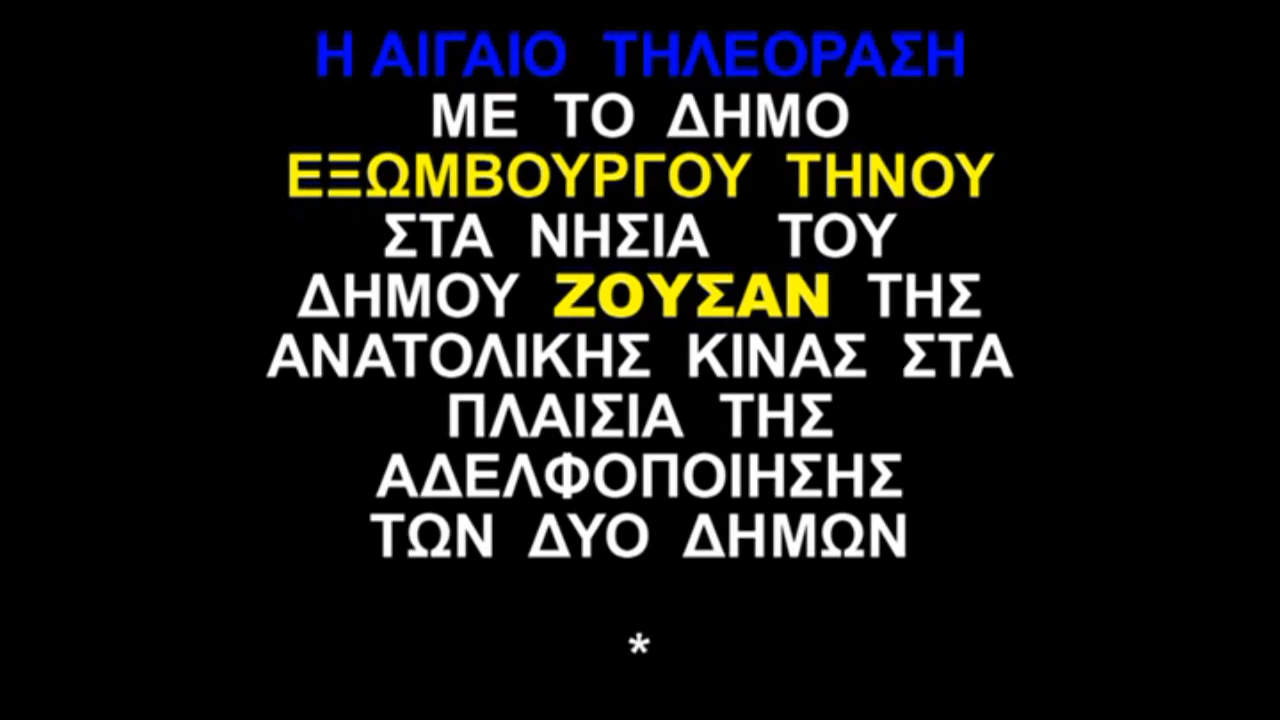 Η ΑΙΓΑΙΟ ΤΗΛΕΟΡΑΣΗ
ΜΕ ΤΟ ΔΗΜΟ
ΕΞΩΜΒΟΥΡΓΟΥ ΤΗΝΟΥ
ΣΤΑ ΝΗΣΙΑ ΤΟΥ
ΔΗΜΟΥ ΖΟΥΣΑΝ ΤΗΣ
ΑΝΑΤΟΛΙΚΗΣ ΚΙΝΑΣ ΣΤΑ
ΠΛΑΙΣΙΑ ΤΗΣ
ΑΔΕΛΦΟΠΟΙΗΣΗΣ
ΤΩΝ ΔΥΟ ΔΗΜΩΝ
*